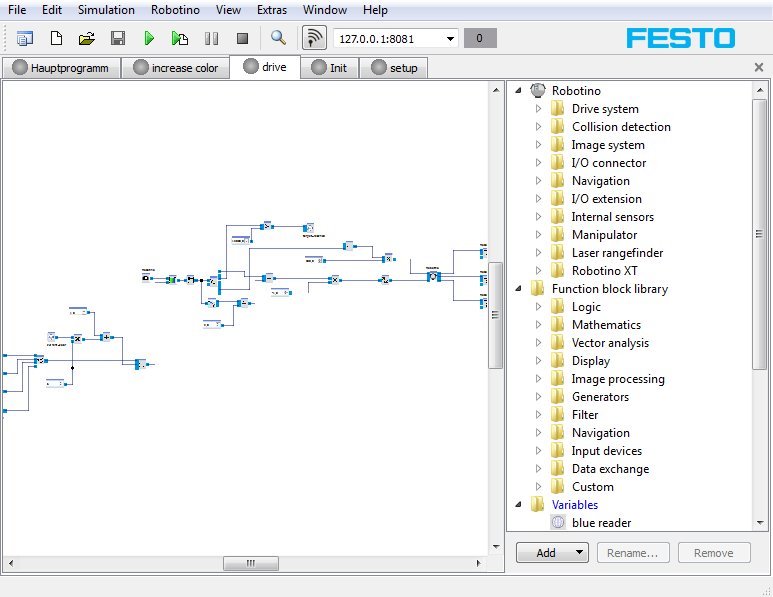 File Edit Simulation Robotino View Extras Window Help
127.0.0.1:8081 0 FESTO
Hauptprogramm increase color drive Init setup
Robotino
Drive system
Collision detection
Image system
I/O connector
Navigation
I/O extension
Internal sensors
Manipulator
Laser rangefinder
Robotino XT
Function block library
Logic
Mathematics
Vector analysis
Display
Image processing
Generators
Filter
Navigation
Input devices
Data exchange
Custom
Variables
blue reader
Add Rename... Remove